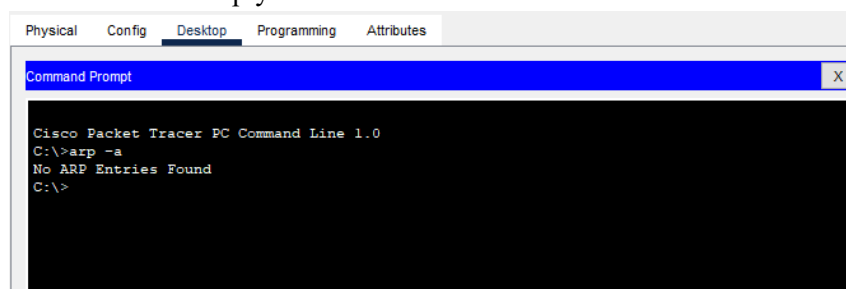 Physical Config Desktop Programming Attributes
Command Prompt X
Cisco Packet Tracer PC Command Line 1.0
C:\>arp -a
No ARP Entries Found
C:\>